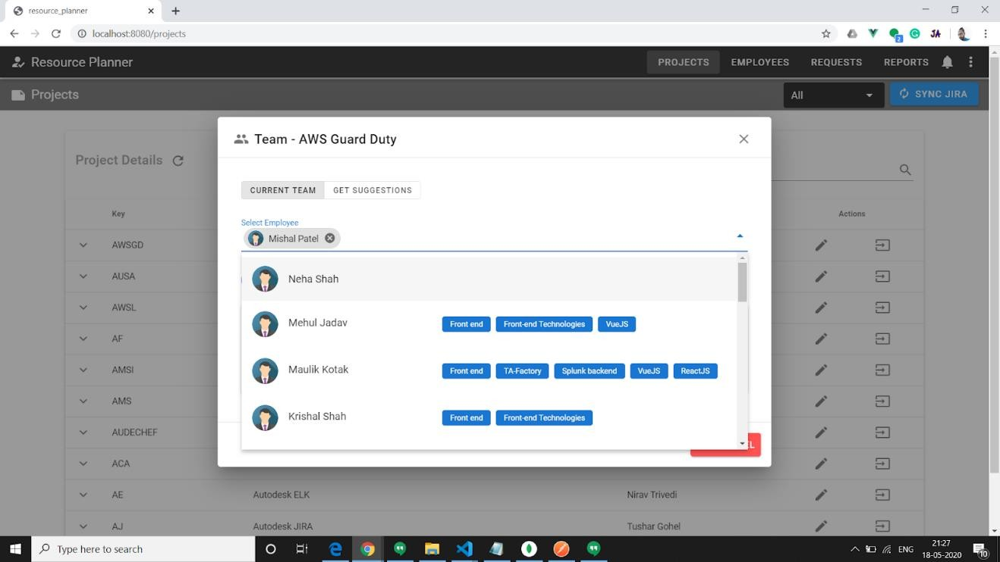 resource_planner
localhost:8080/projects
2
JA
Resource Planner
PROJECTS EMPLOYEES REQUESTS REPORTS
Projects
All
SYNC JIRA
Team - AWS Guard Duty
Project Details
CURRENT TEAM GET SUGGESTIONS
Key
Actions
Select Employee
Mishal Patel
AWSGD
Neha Shah
AUSA
AWSL
Mehul Jadav Front end Front-end Technologies VueJS
AF
AMSI
Maulik Kotak Front end TA-Factory Splunk backend VueJS ReactJS
AMS
Krishal Shah Front end Front-end Technologies
AUDECHEF
L
ACA
AE Autodesk ELK Nirav Trivedi
AJ Autodesk JIRA Tushar Gohel
Type here to search
ENG
21:27
18-05-2020
10